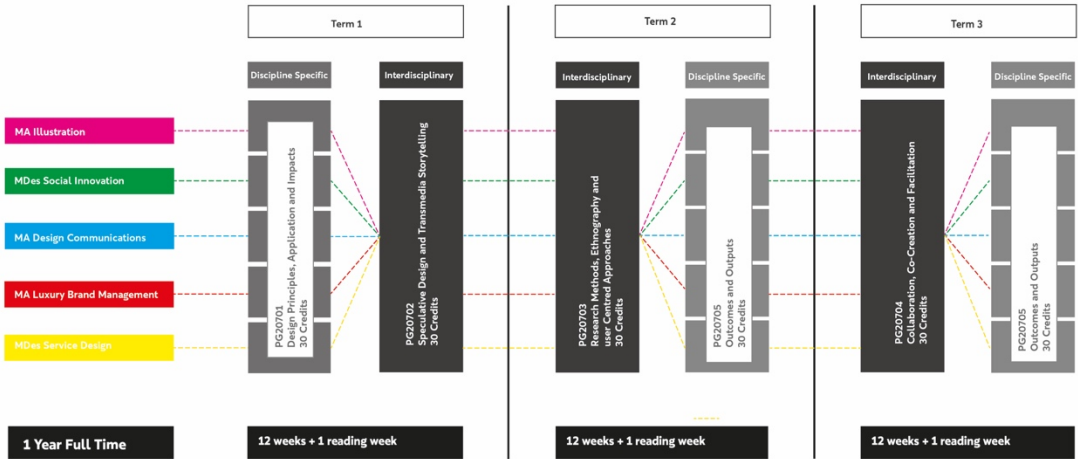 Term 1
Term 2
Term 3
Discipline Specific
Interdisciplinary
Interdisciplinary
Discipline Specific
Interdisciplinary
Discipline Specific
MA Illustration
MDes Social Innovation
MA Design Communications
MA Luxury Brand Management
MDes Service Design
PG20701
Design Principles, Application and Impacts
30 Credits
PG20702
Speculative Design and Transmedia Storytelling
30 Credits
PG20703
Research Methods, Ethnography and
user Centred Approaches
30 Credits
PG20705
Outcomes and Outputs
30 Credits
PG20704
Collaboration, Co-Creation and Facilitation
30 Credits
PG20705
Outcomes and Outputs
30 Credits
1 Year Full Time
12 weeks + 1 reading week
12 weeks + 1 reading week
12 weeks + 1 reading week